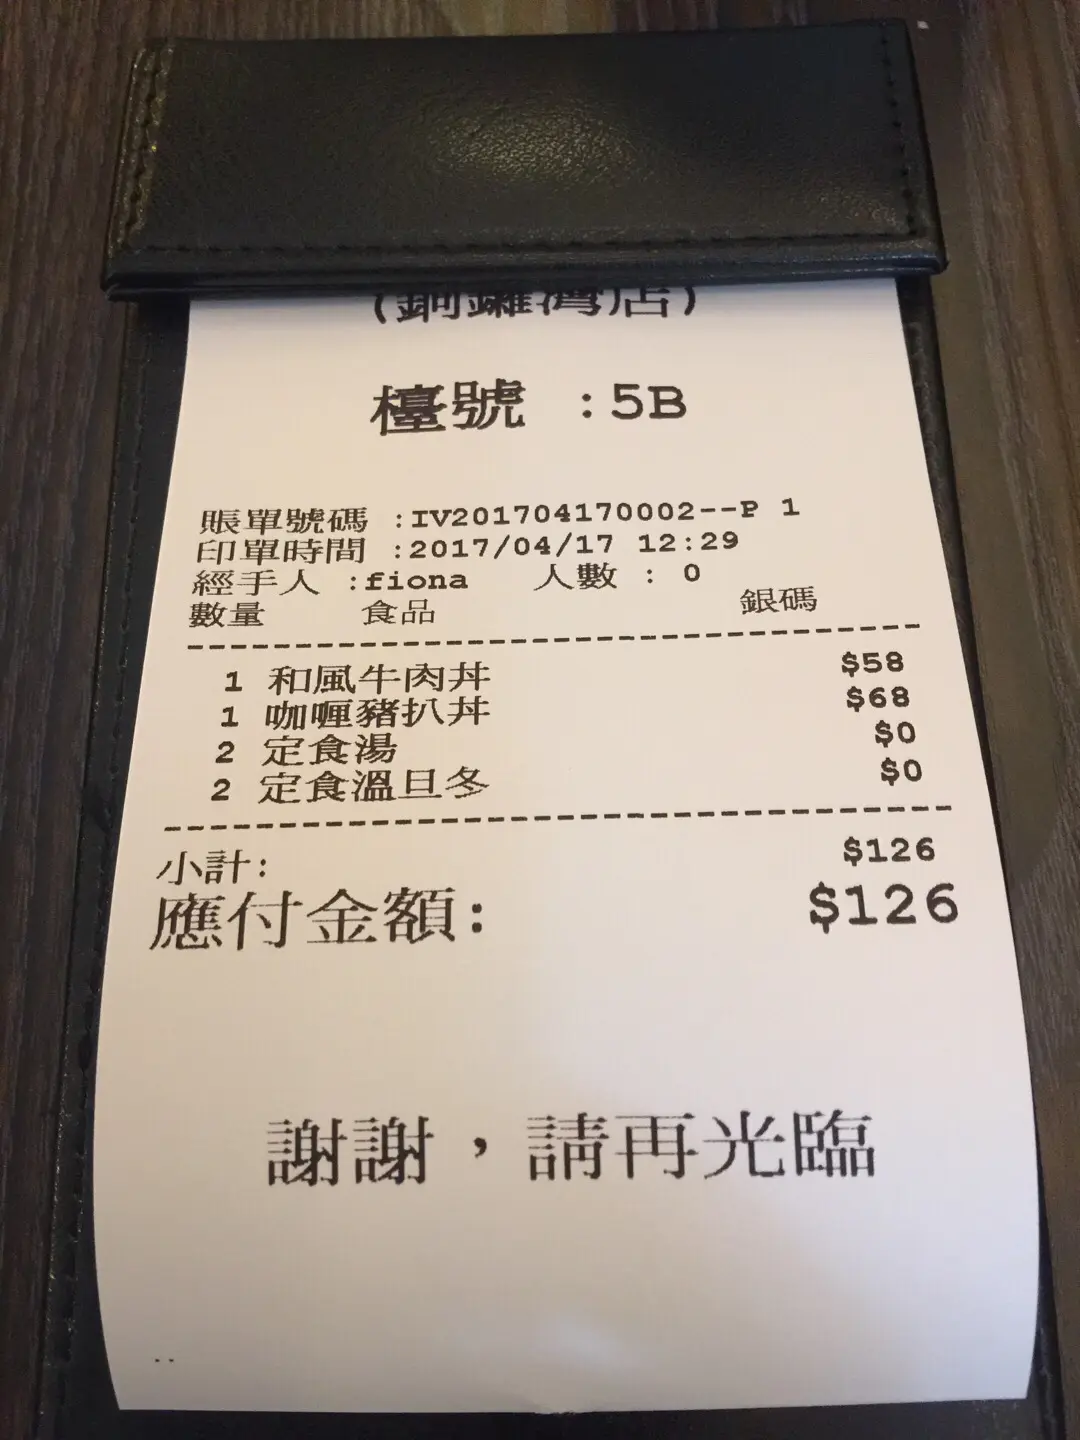 (銅鑼灣店)
檯號 :5B
賬單號碼 :IV201704170002--P 1
印單時間 :2017/04/17 12:29
經手人 :fiona 人數 : 0
數量 食品 銀碼
1 和風牛肉丼 $58
1 咖喱豬扒丼 $68
2 定食湯 $0
2 定食溫旦冬 $0
小計: $126
應付金額: $126
謝謝，請再光臨
..